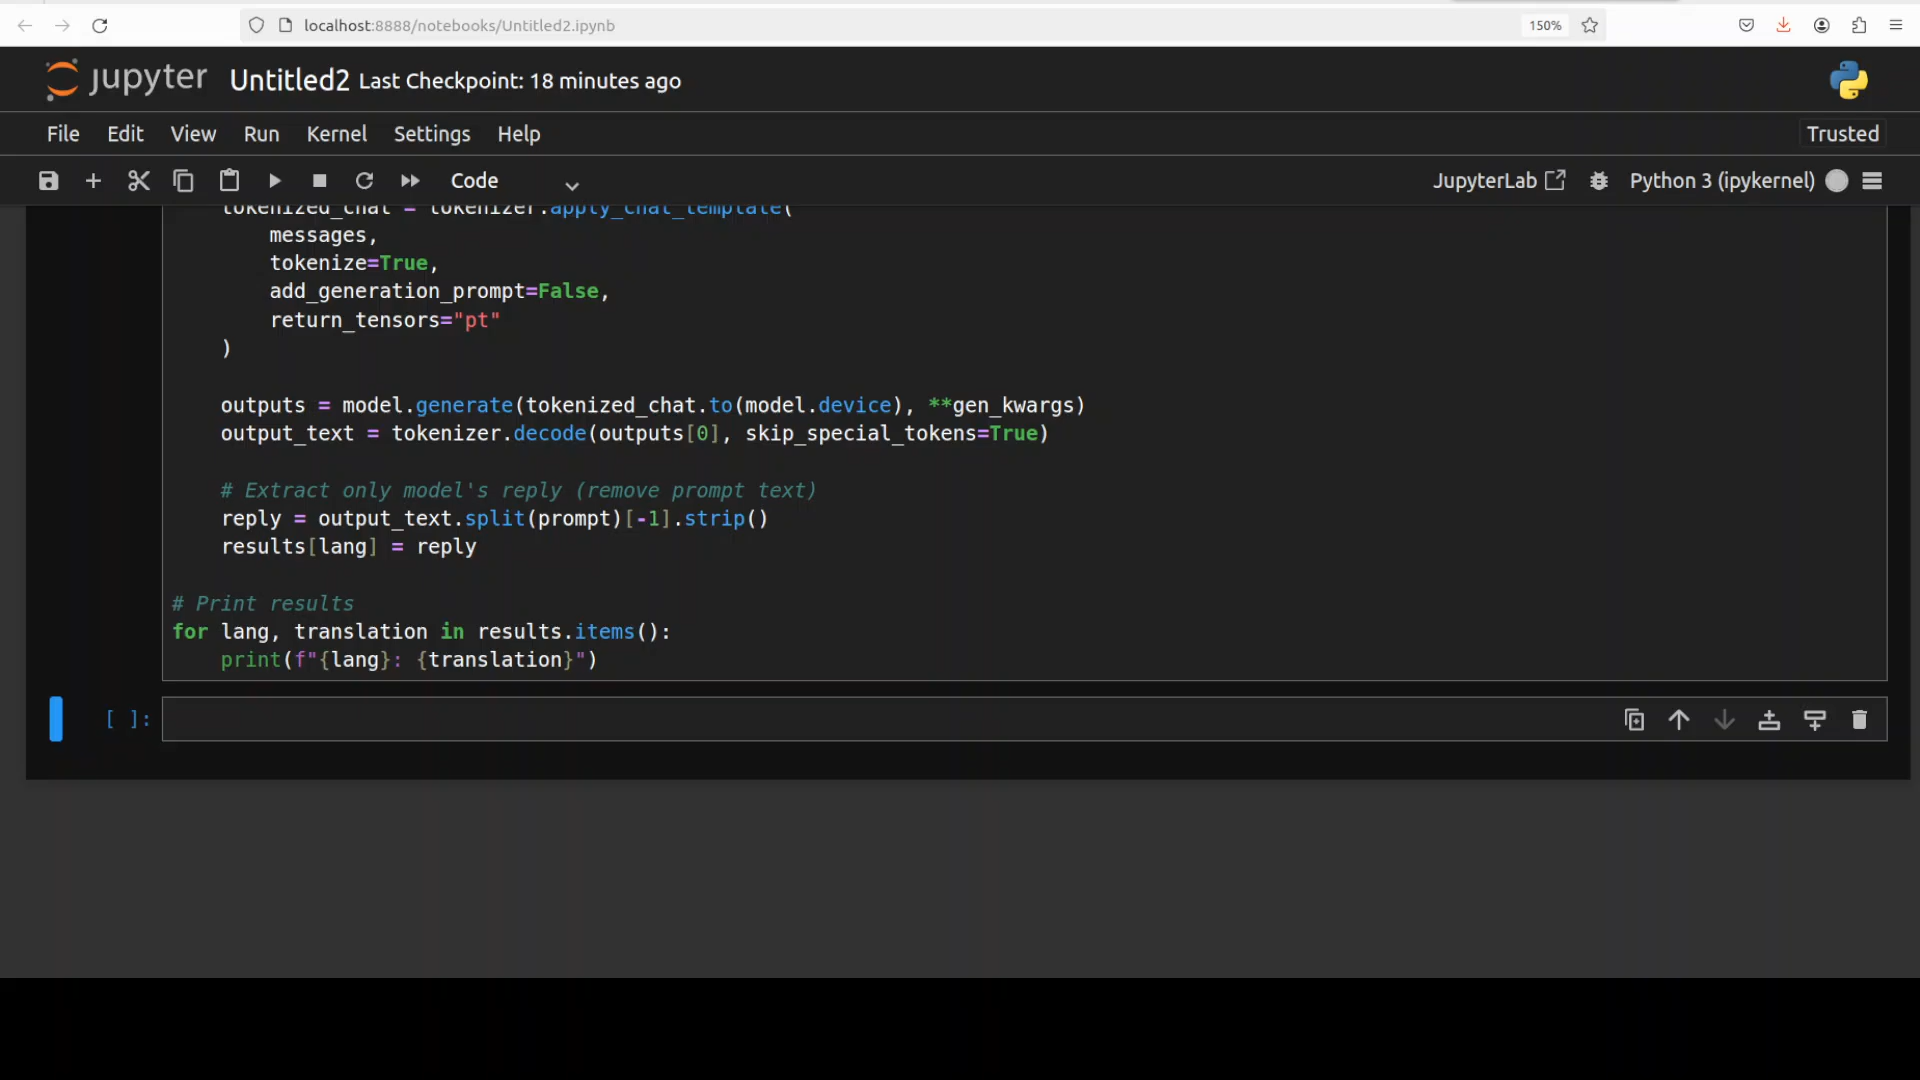 localhost:8888/notebooks/Untitled2.ipynb
150%
jupyter Untitled2 Last Checkpoint: 18 minutes ago
File Edit View Run Kernel Settings Help Trusted
Code JupyterLab Python 3 (ipykernel)
tokenized_chat = tokenizer.apply_chat_template(
messages,
tokenize=True,
add_generation_prompt=False,
return_tensors="pt"
)
outputs = model.generate(tokenized_chat.to(model.device), **gen_kwargs)
output_text = tokenizer.decode(outputs[0], skip_special_tokens=True)
# Extract only model's reply (remove prompt text)
reply = output_text.split(prompt)[-1].strip()
results[lang] = reply
# Print results
for lang, translation in results.items():
print(f"{lang}: {translation}")
[ ]: